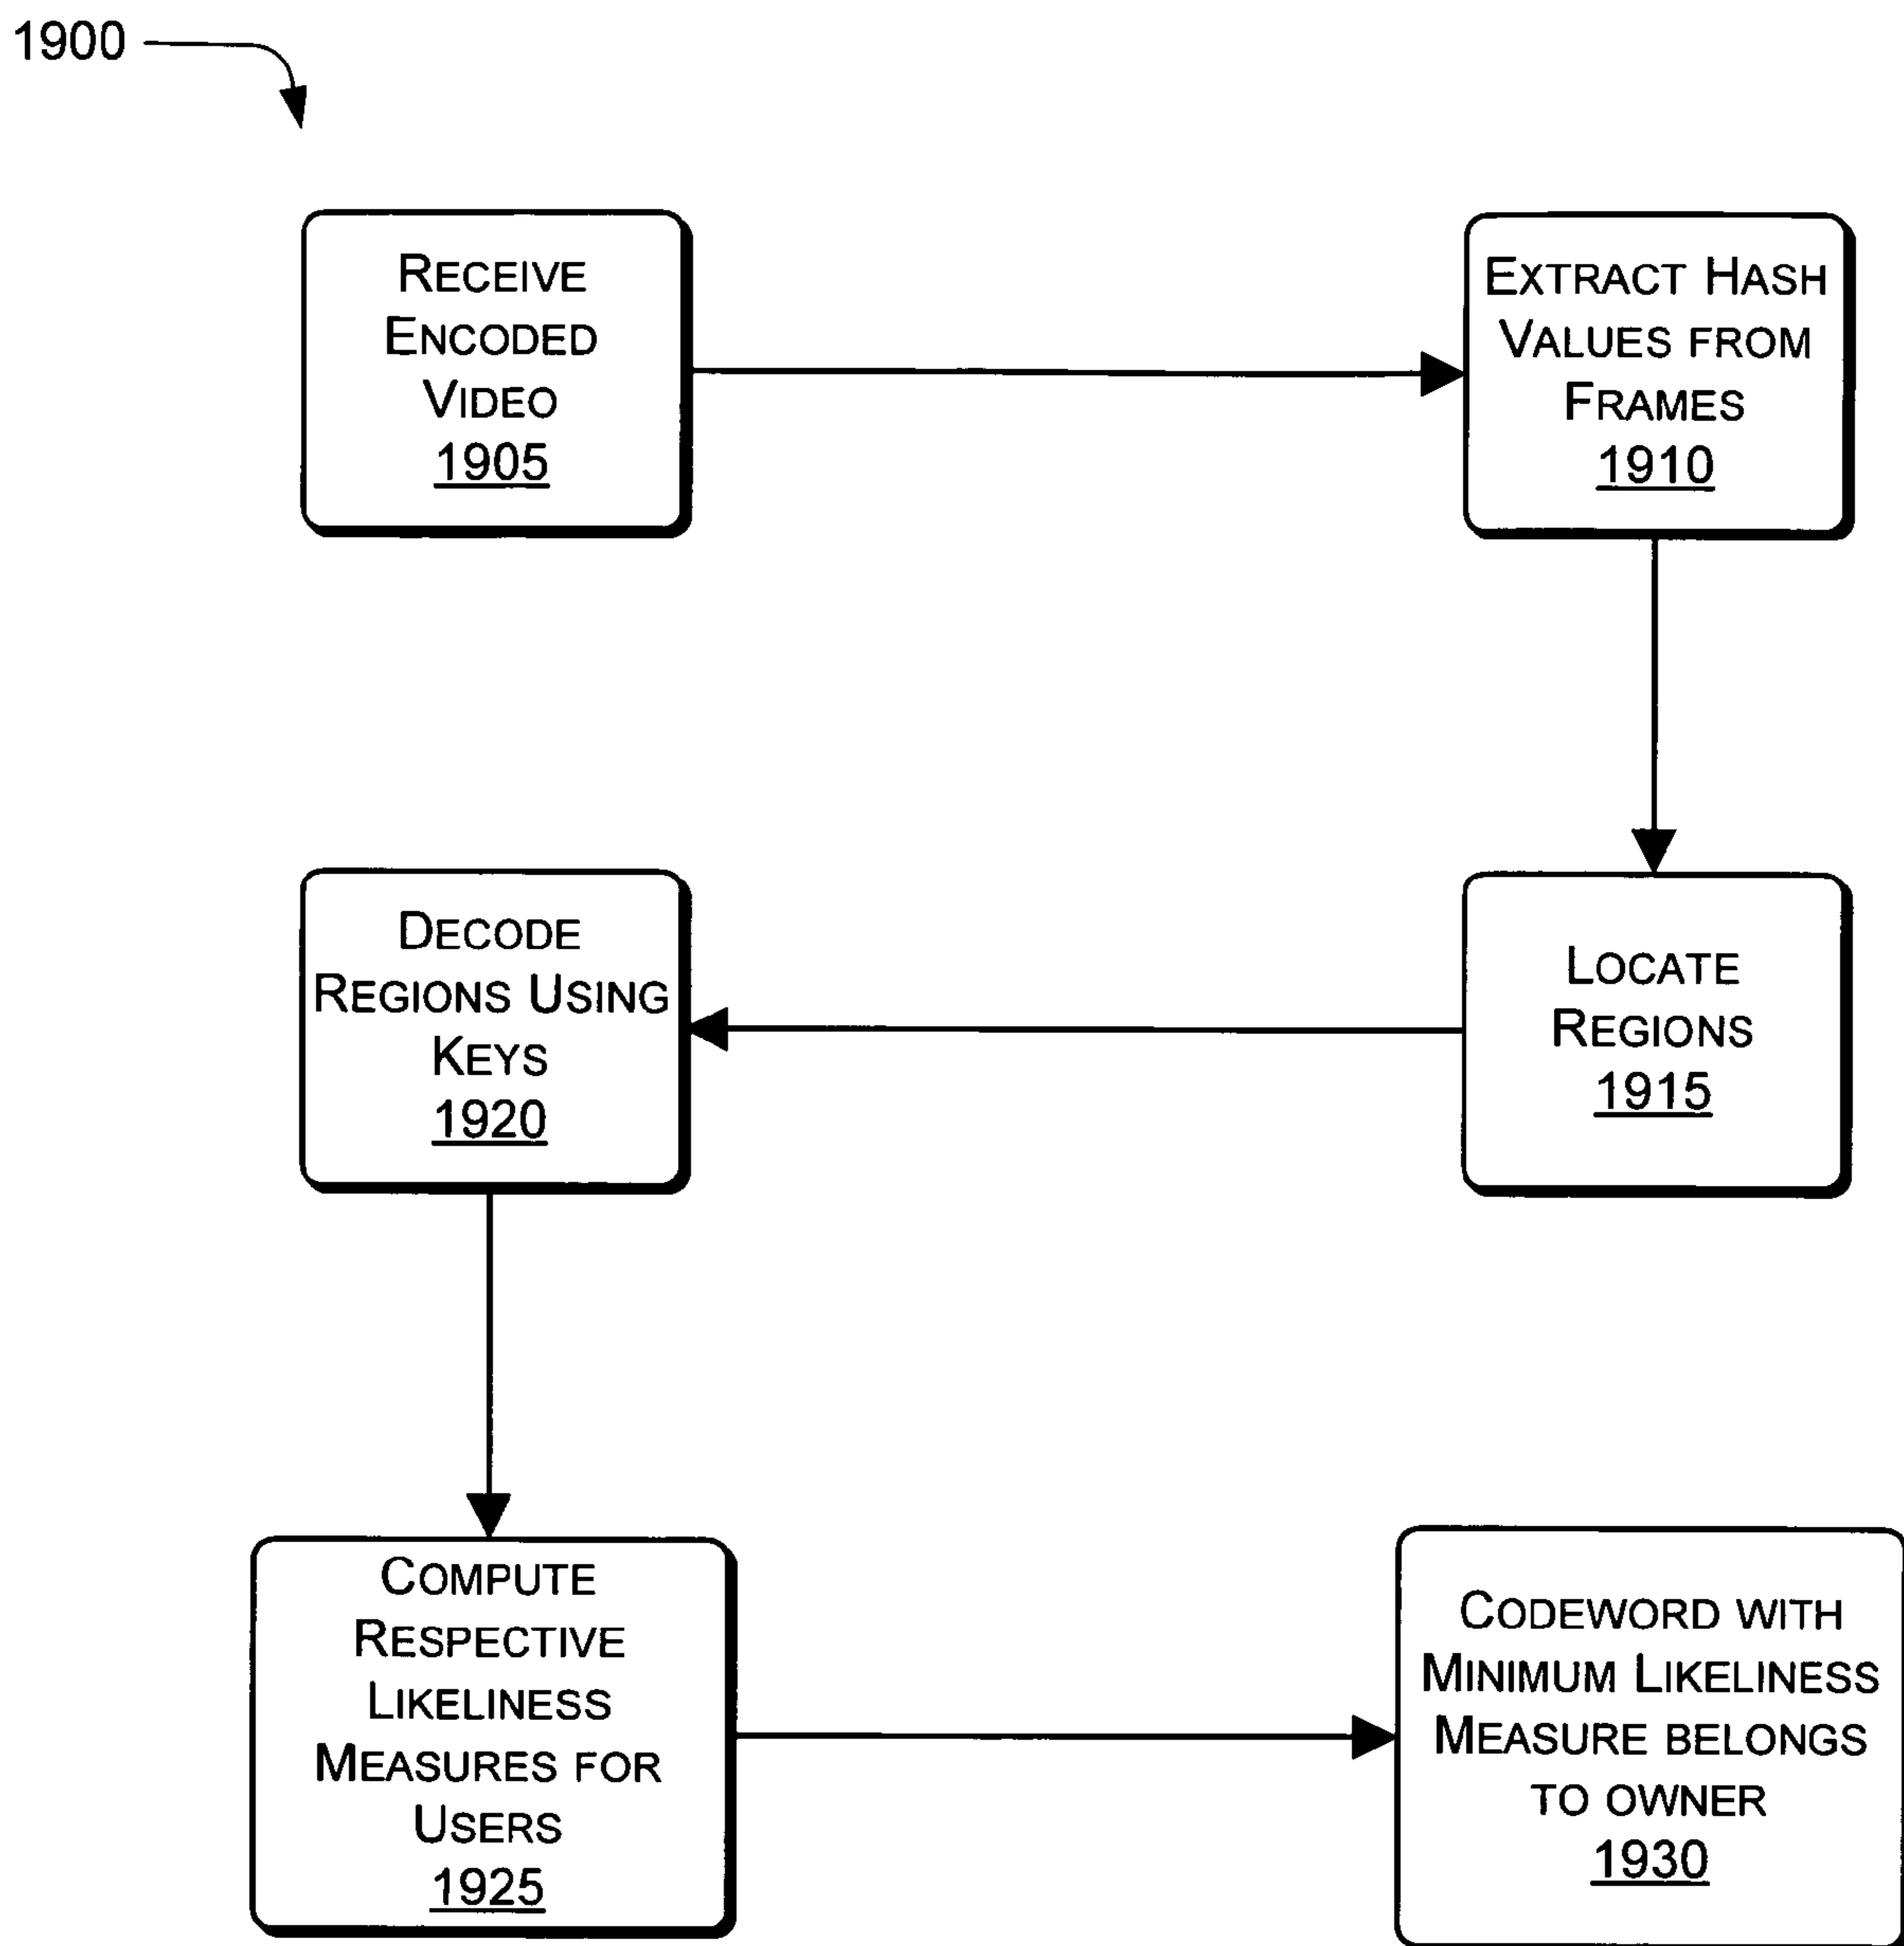 1900
RECEIVE
ENCODED
VIDEO
1905
EXTRACT HASH
VALUES FROM
FRAMES
1910
LOCATE
REGIONS
1915
DECODE
REGIONS USING
KEYS
1920
COMPUTE
RESPECTIVE
LIKELINESS
MEASURES FOR
USERS
1925
CODEWORD WITH
MINIMUM LIKELINESS
MEASURE BELONGS
TO OWNER
1930